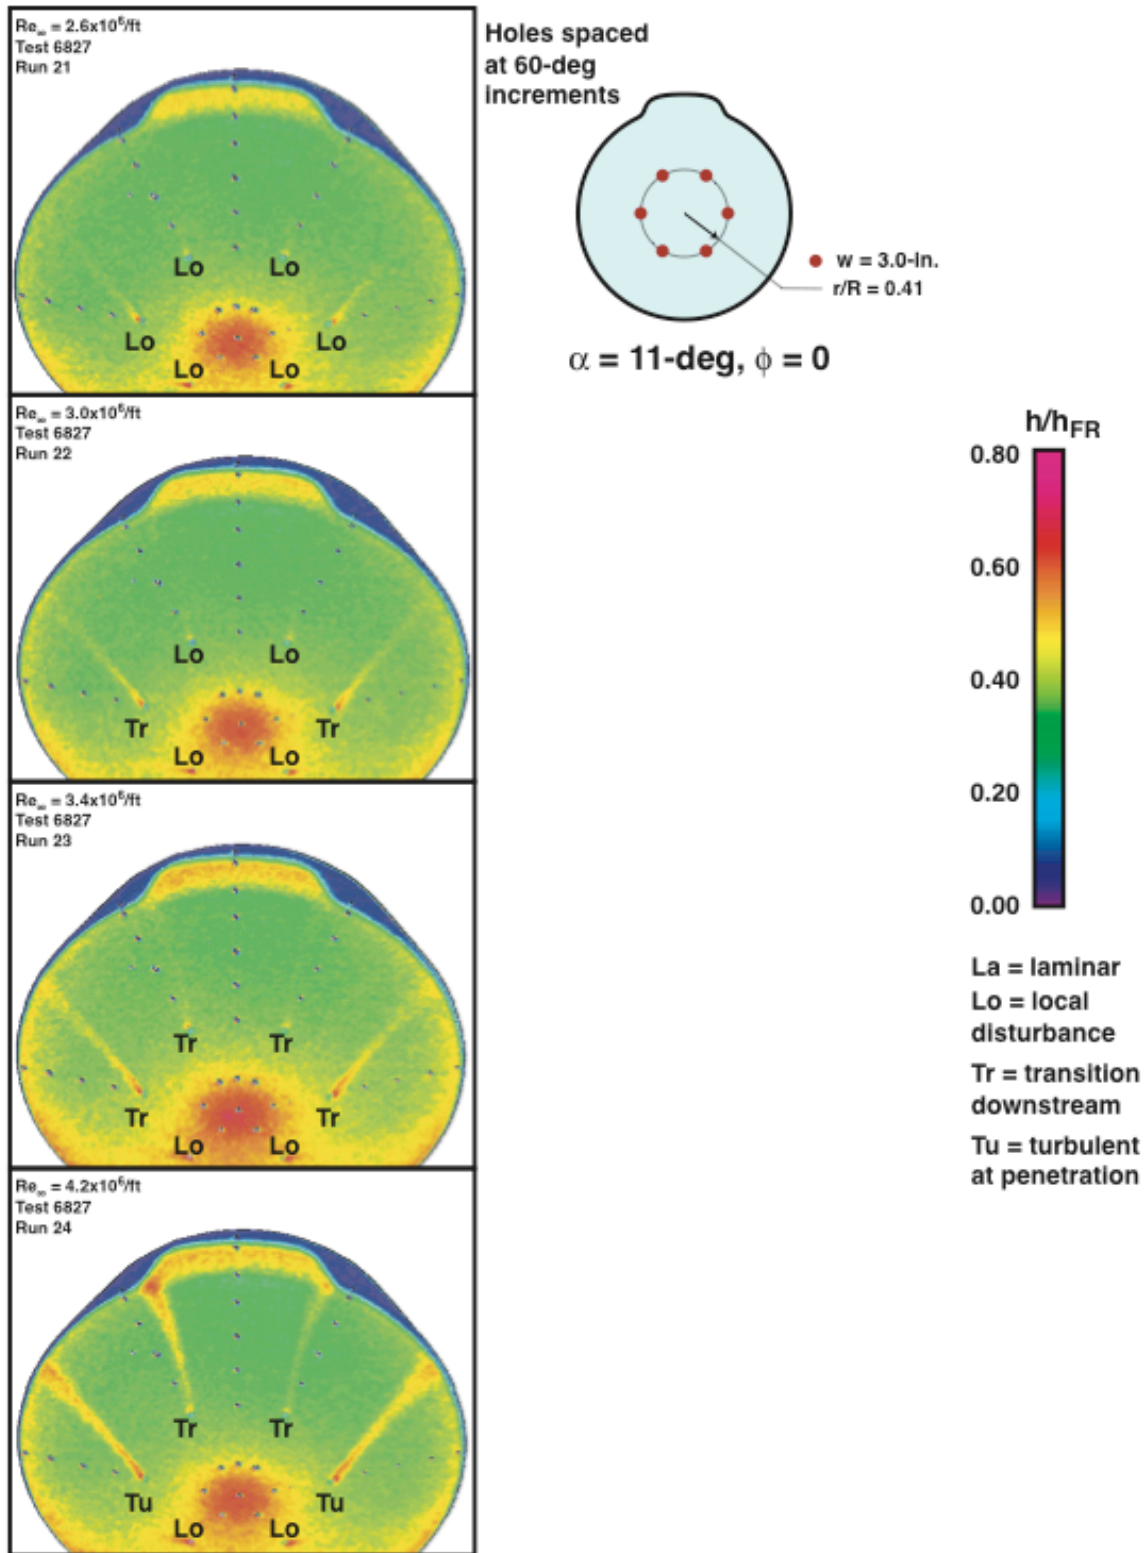 Re∞ = 2.6x10⁶/ft
Test 6827
Run 21
Lo Lo
Lo Lo
Lo Lo
Holes spaced
at 60-deg
increments
w = 3.0-in.
r/R = 0.41
α = 11-deg, ϕ = 0
Re∞ = 3.0x10⁶/ft
Test 6827
Run 22
Lo Lo
Tr Tr
Lo Lo
Re∞ = 3.4x10⁶/ft
Test 6827
Run 23
Tr Tr
Tr Tr
Lo Lo
Re∞ = 4.2x10⁶/ft
Test 6827
Run 24
Tr Tr
Tu Tu
Lo Lo
h/hFR
0.80
0.60
0.40
0.20
0.00
La = laminar
Lo = local
disturbance
Tr = transition
downstream
Tu = turbulent
at penetration